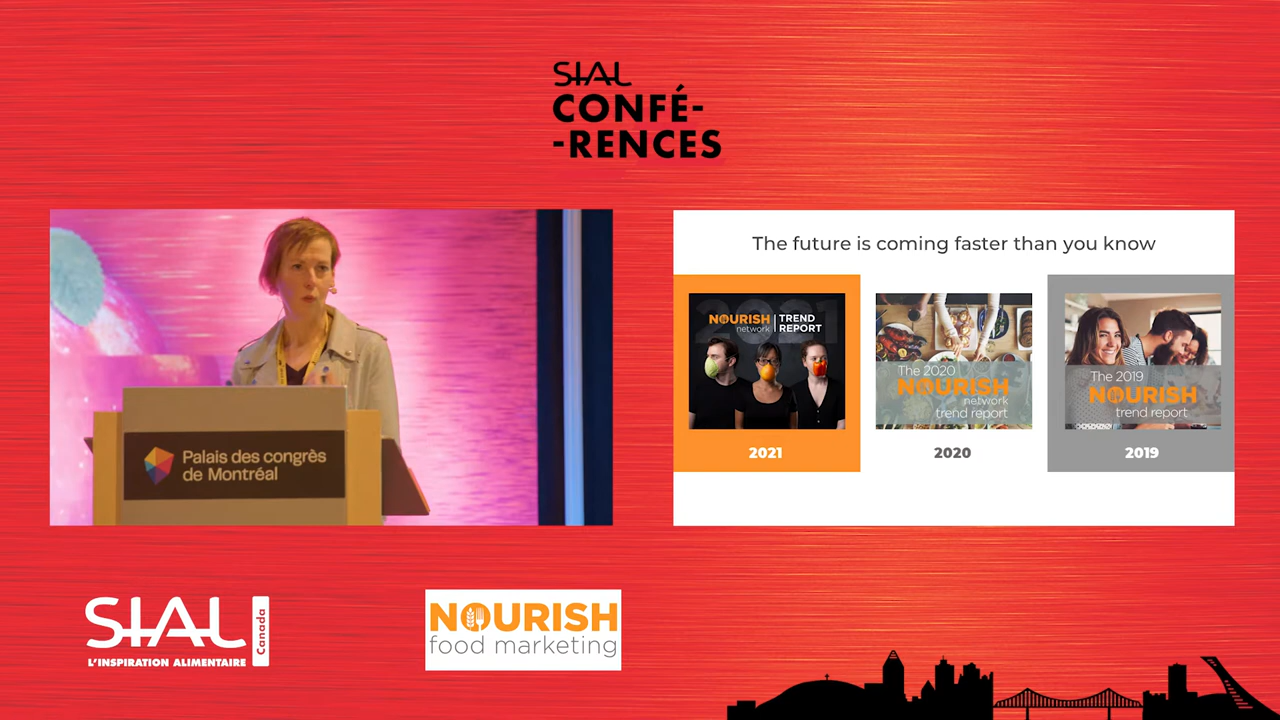 SIAL
CONFÉ-
-RENCES
Palais des congrès
de Montréal
The future is coming faster than you know
2021
NOURISH
network
TREND
REPORT
2021
The 2020
NOURISH
network
trend report
2020
The 2019
NOURISH
trend report
2019
SIAL
Canada
L'INSPIRATION ALIMENTAIRE
NOURISH
food marketing